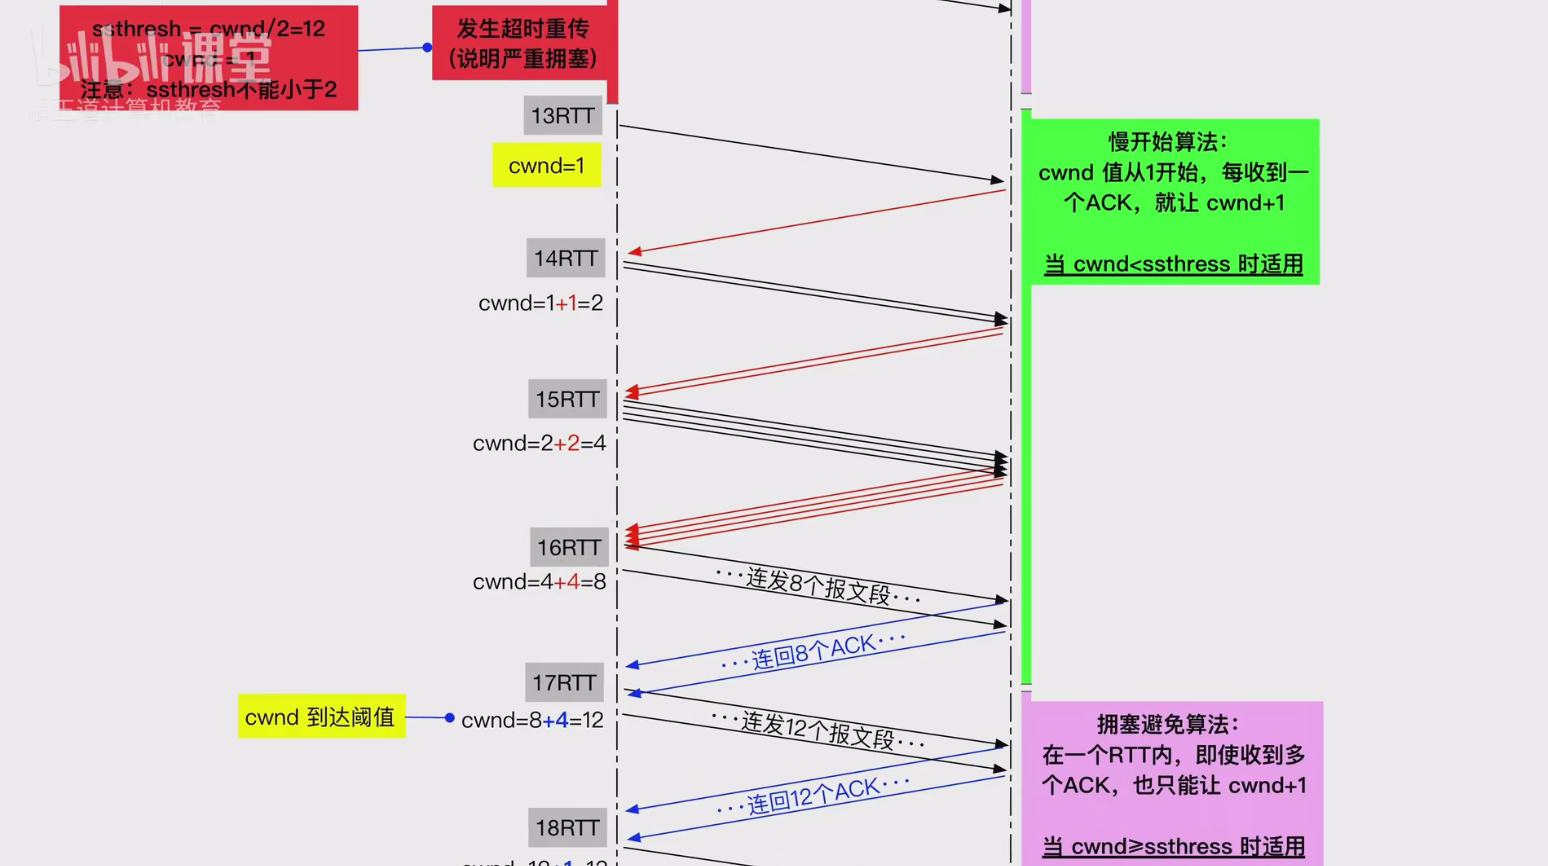 ssthresh = cwnd/2=12
cwnd = 1
注意：ssthresh不能小于2
bilibili课堂
王道计算机教育
发生超时重传
(说明严重拥塞)
13RTT
cwnd=1
慢开始算法：
cwnd 值从1开始，每收到一
个ACK，就让 cwnd+1
当 cwnd<ssthress 时适用
14RTT
cwnd=1+1=2
15RTT
cwnd=2+2=4
16RTT
cwnd=4+4=8
···连发8个报文段···
···连回8个ACK···
17RTT
cwnd 到达阈值
cwnd=8+4=12
···连发12个报文段···
···连回12个ACK···
拥塞避免算法：
在一个RTT内，即使收到多
个ACK，也只能让 cwnd+1
当 cwnd≥ssthress 时适用
18RTT